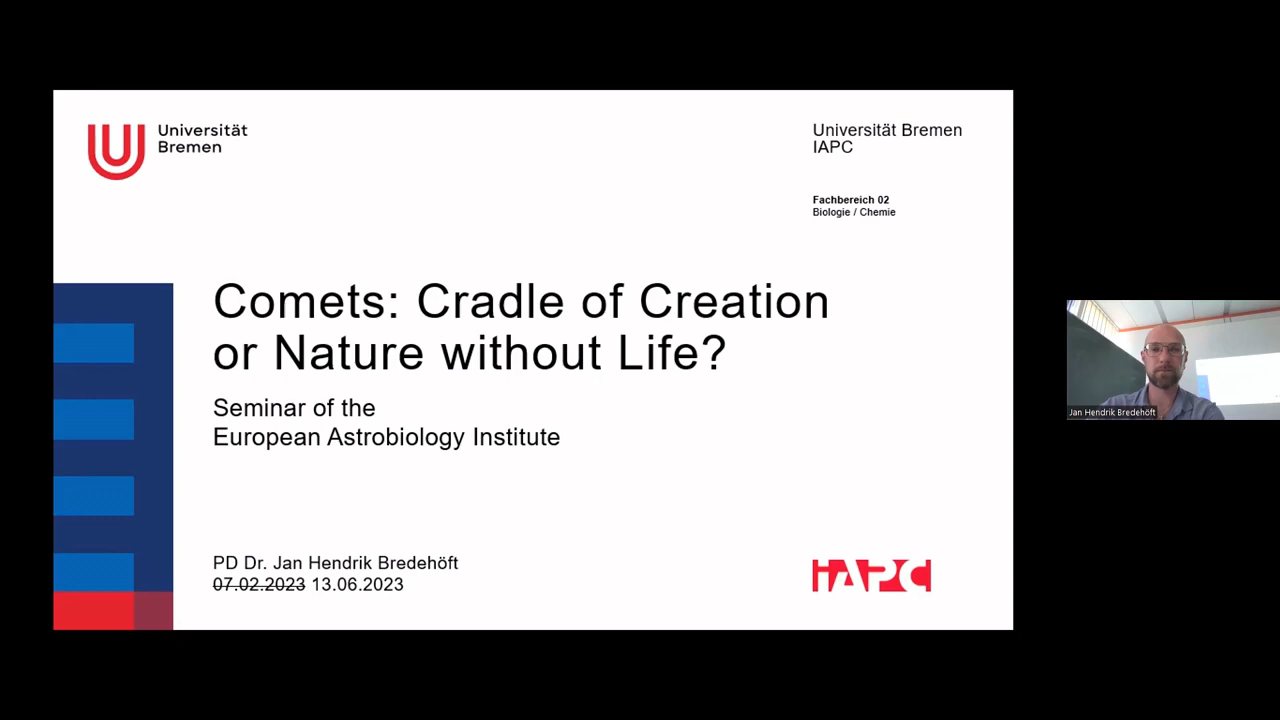 Universität
Bremen
Universität Bremen
IAPC
Fachbereich 02
Biologie / Chemie
Comets: Cradle of Creation
or Nature without Life?
Seminar of the
European Astrobiology Institute
PD Dr. Jan Hendrik Bredehöft
07.02.2023 13.06.2023
iAPC
Jan Hendrik Bredehöft